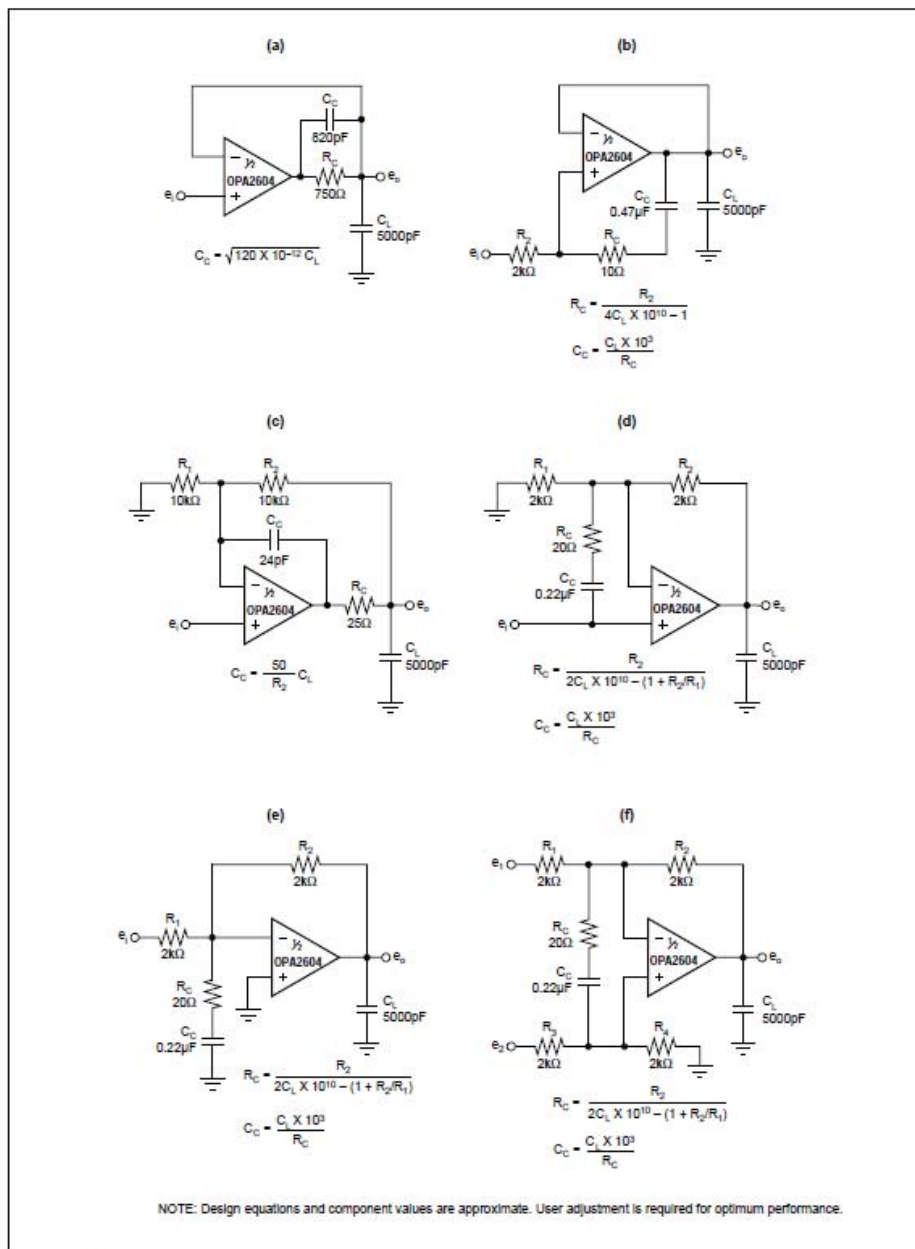 (a)
C_C
820pF
R_C
750Ω
– ½
OPA2604
+
e_i
e_o
C_L
5000pF
C_C = √120 X 10⁻¹² C_L
(b)
– ½
OPA2604
+
e_o
C_C
0.47µF
C_L
5000pF
R_2
2kΩ
R_C
10Ω
e_i
R_C = R_2 / 4C_L X 10¹⁰ – 1
C_C = C_L X 10³ / R_C
(c)
R_1
10kΩ
R_2
10kΩ
C_C
24pF
– ½
OPA2604
+
R_C
25Ω
e_i
e_o
C_L
5000pF
C_C = 50 / R_2 C_L
(d)
R_1
2kΩ
R_2
2kΩ
R_C
20Ω
C_C
0.22µF
– ½
OPA2604
+
e_i
e_o
C_L
5000pF
R_C = R_2 / 2C_L X 10¹⁰ – (1 + R_2/R_1)
C_C = C_L X 10³ / R_C
(e)
R_2
2kΩ
R_1
2kΩ
e_i
– ½
OPA2604
+
e_o
R_C
20Ω
C_C
0.22µF
C_L
5000pF
R_C = R_2 / 2C_L X 10¹⁰ – (1 + R_2/R_1)
C_C = C_L X 10³ / R_C
(f)
e_1
R_1
2kΩ
R_2
2kΩ
R_C
20Ω
C_C
0.22µF
– ½
OPA2604
+
e_o
e_2
R_3
2kΩ
R_4
2kΩ
C_L
5000pF
R_C = R_2 / 2C_L X 10¹⁰ – (1 + R_2/R_1)
C_C = C_L X 10³ / R_C
NOTE: Design equations and component values are approximate. User adjustment is required for optimum performance.